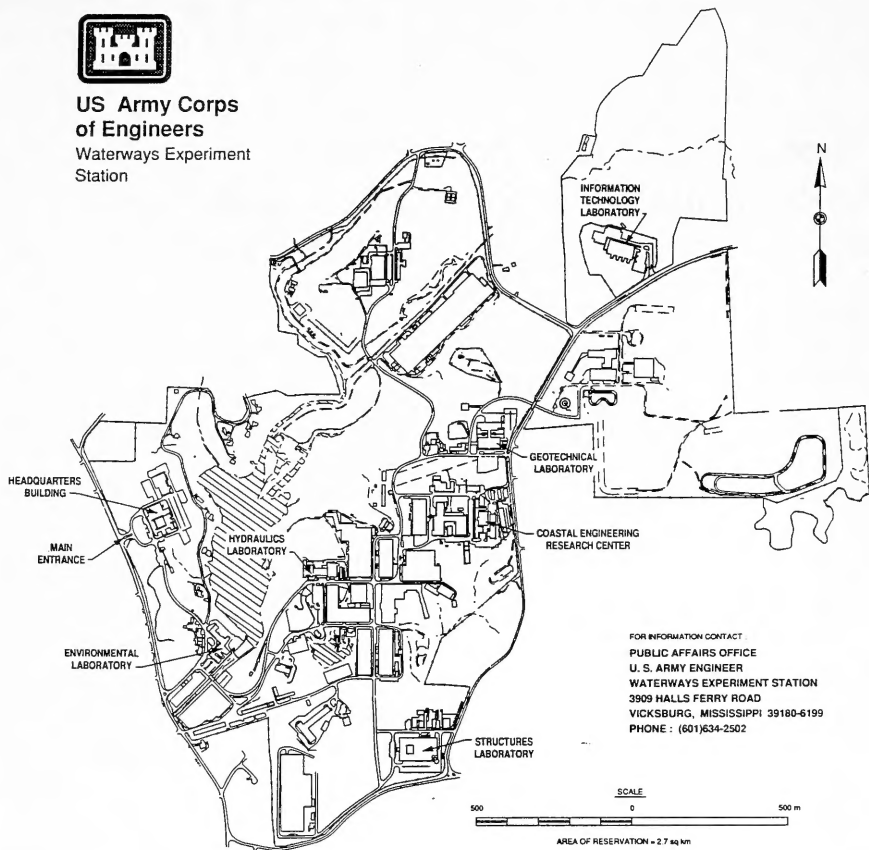 US Army Corps
of Engineers
Waterways Experiment
Station
N
INFORMATION
TECHNOLOGY
LABORATORY
GEOTECHNICAL
LABORATORY
HEADQUARTERS
BUILDING
MAIN
ENTRANCE
HYDRAULICS
LABORATORY
COASTAL ENGINEERING
RESEARCH CENTER
ENVIRONMENTAL
LABORATORY
STRUCTURES
LABORATORY
FOR INFORMATION CONTACT
PUBLIC AFFAIRS OFFICE
U. S. ARMY ENGINEER
WATERWAYS EXPERIMENT STATION
3909 HALLS FERRY ROAD
VICKSBURG, MISSISSIPPI 39180-6199
PHONE : (601)634-2502
SCALE
500 0 500 m
AREA OF RESERVATION = 2.7 sq km